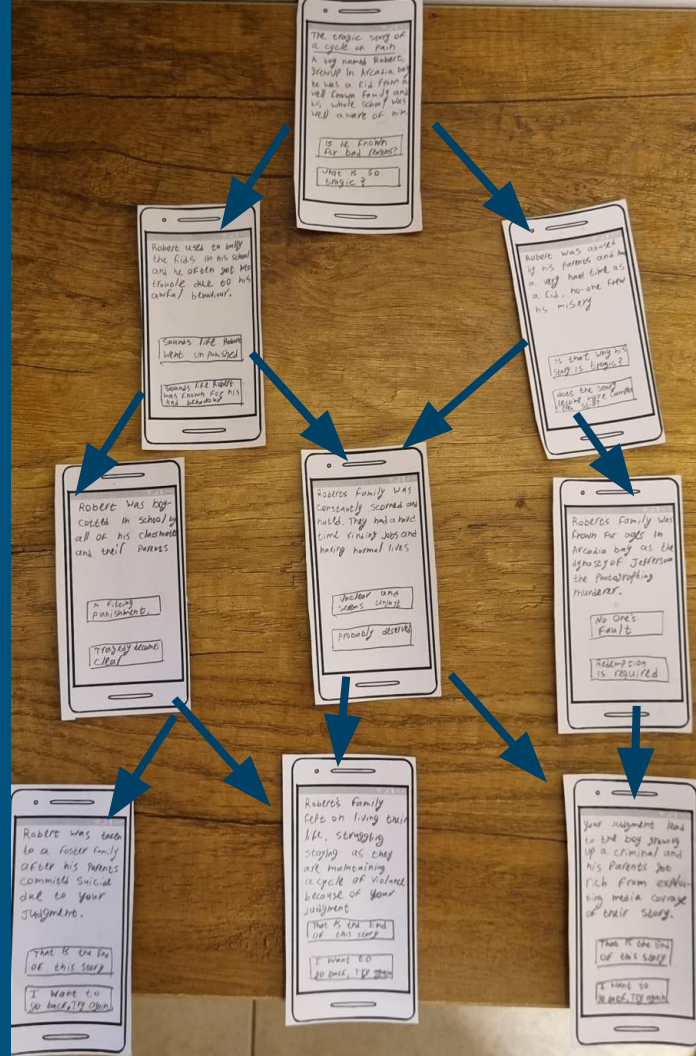 The tragic story of
a cycle of pain
A boy named Robert,
grewup in Arcadia bay
he was a kid from a
well known family and
his whole school was
well aware of him.
is he known
for bad reasons?
what is so
tragic?
Robert used to bully
the kids in his school
and he often got into
trouble due to his
awful behaviour.
Sounds like Robert
went unpunished
Sounds like Robert
was known for his
bad behaviour
Robert was abused
by his parents and had
a very hard time as
a kid, no-one knew
his misery
is that why his
story is tragic?
does the story
become more complex
Robert was boy-
cotted in school by
all of his classmates
and their parents
A fitting
punishment.
Tragedy becomes
clear
Roberts family was
constantly scorned and
hated. They had a hard
time finding jobs and
having normal lives
Unclear and
seems unjust
probably deserved
Roberts family was
known for ages in
Arcadia bay as the
dynasty of Jefferson
the photographing
murderer.
No One's
fault
Redemption
is required
Robert was taken
to a foster family
after his parents
committed suicide
due to your
judgment.
That is the End
of this story
I want to
go back, Try again
Robert's family
kept on living their
life, struggling
staying as they
are maintaining
a cycle of violance
because of your
judgment
That is the End
of this story
I want to
go back, Try again
Your judgment lead
to the boy growing
up a criminal and
his parents got
rich from exploi-
ting media covrage
of their story.
That is the End
of this story
I want to
go back, Try again